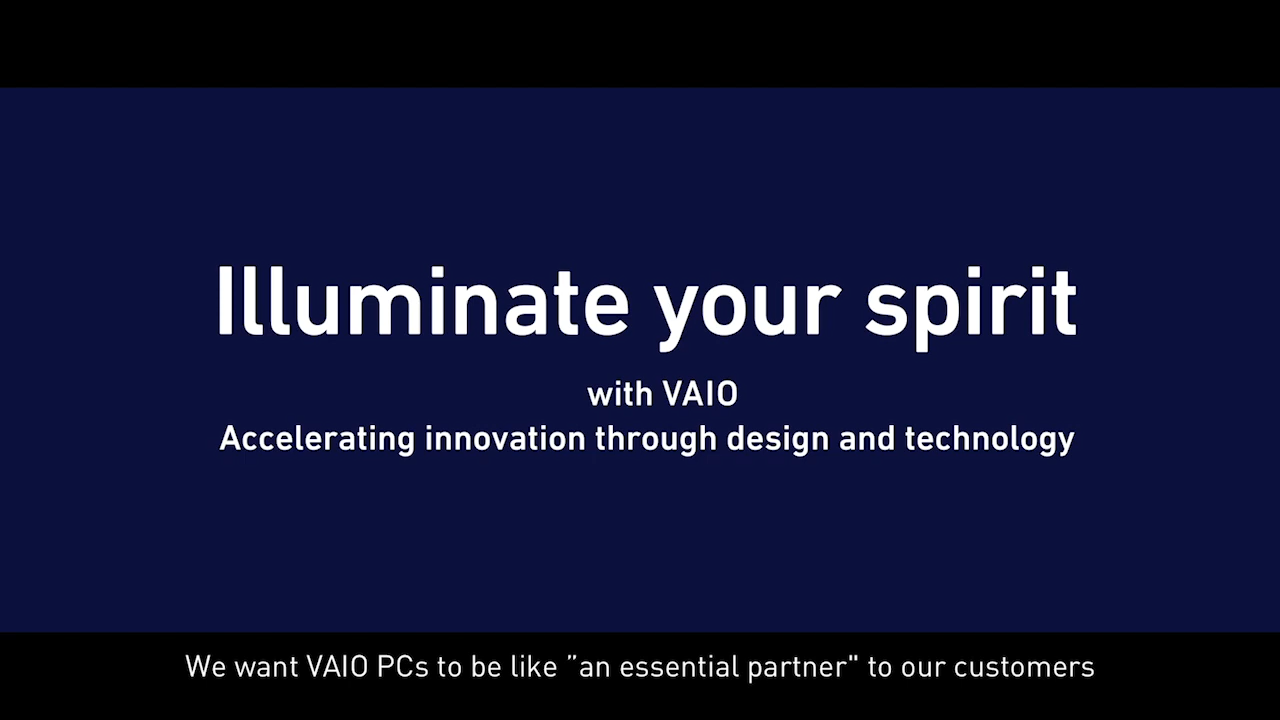 Illuminate your spirit
with VAIO
Accelerating innovation through design and technology
We want VAIO PCs to be like ”an essential partner" to our customers